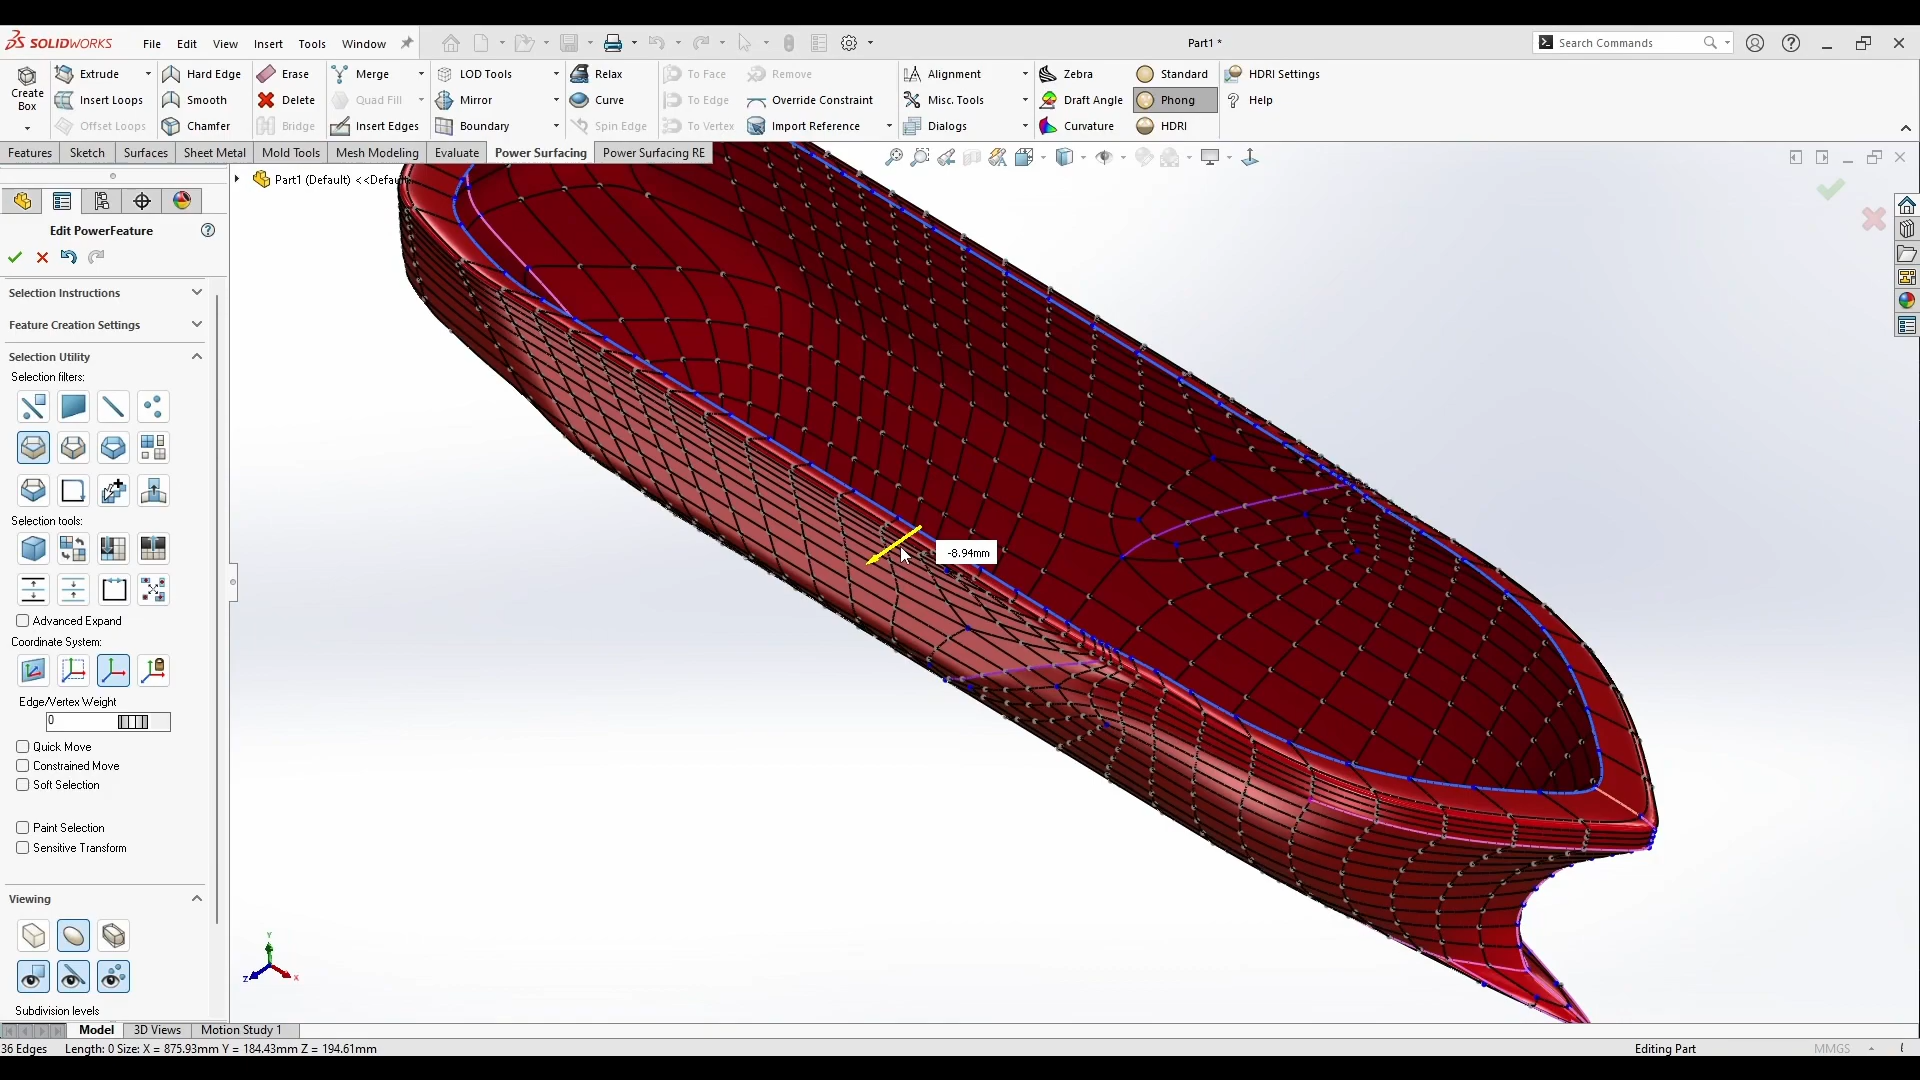 SOLIDWORKS File Edit View Insert Tools Window Part1 * Search Commands
Extrude Hard Edge Erase Merge LOD Tools Relax To Face Remove Alignment Zebra Standard HDRI Settings
Create Box Insert Loops Smooth Delete Quad Fill Mirror Curve To Edge Override Constraint Misc. Tools Draft Angle Phong Help
Offset Loops Chamfer Bridge Insert Edges Boundary Spin Edge To Vertex Import Reference Dialogs Curvature HDRI
Features Sketch Surfaces Sheet Metal Mold Tools Mesh Modeling Evaluate Power Surfacing Power Surfacing RE
Part1 (Default) <<Defau
Edit PowerFeature
Selection Instructions
Feature Creation Settings
Selection Utility
Selection filters:
Selection tools:
Advanced Expand
Coordinate System:
Edge/Vertex Weight
0
Quick Move
Constrained Move
Soft Selection
Paint Selection
Sensitive Transform
Viewing
Subdivision levels
-8.94mm
Y
Z X
Model 3D Views Motion Study 1
36 Edges Length: 0 Size: X = 875.93mm Y = 184.43mm Z = 194.61mm Editing Part MMGS